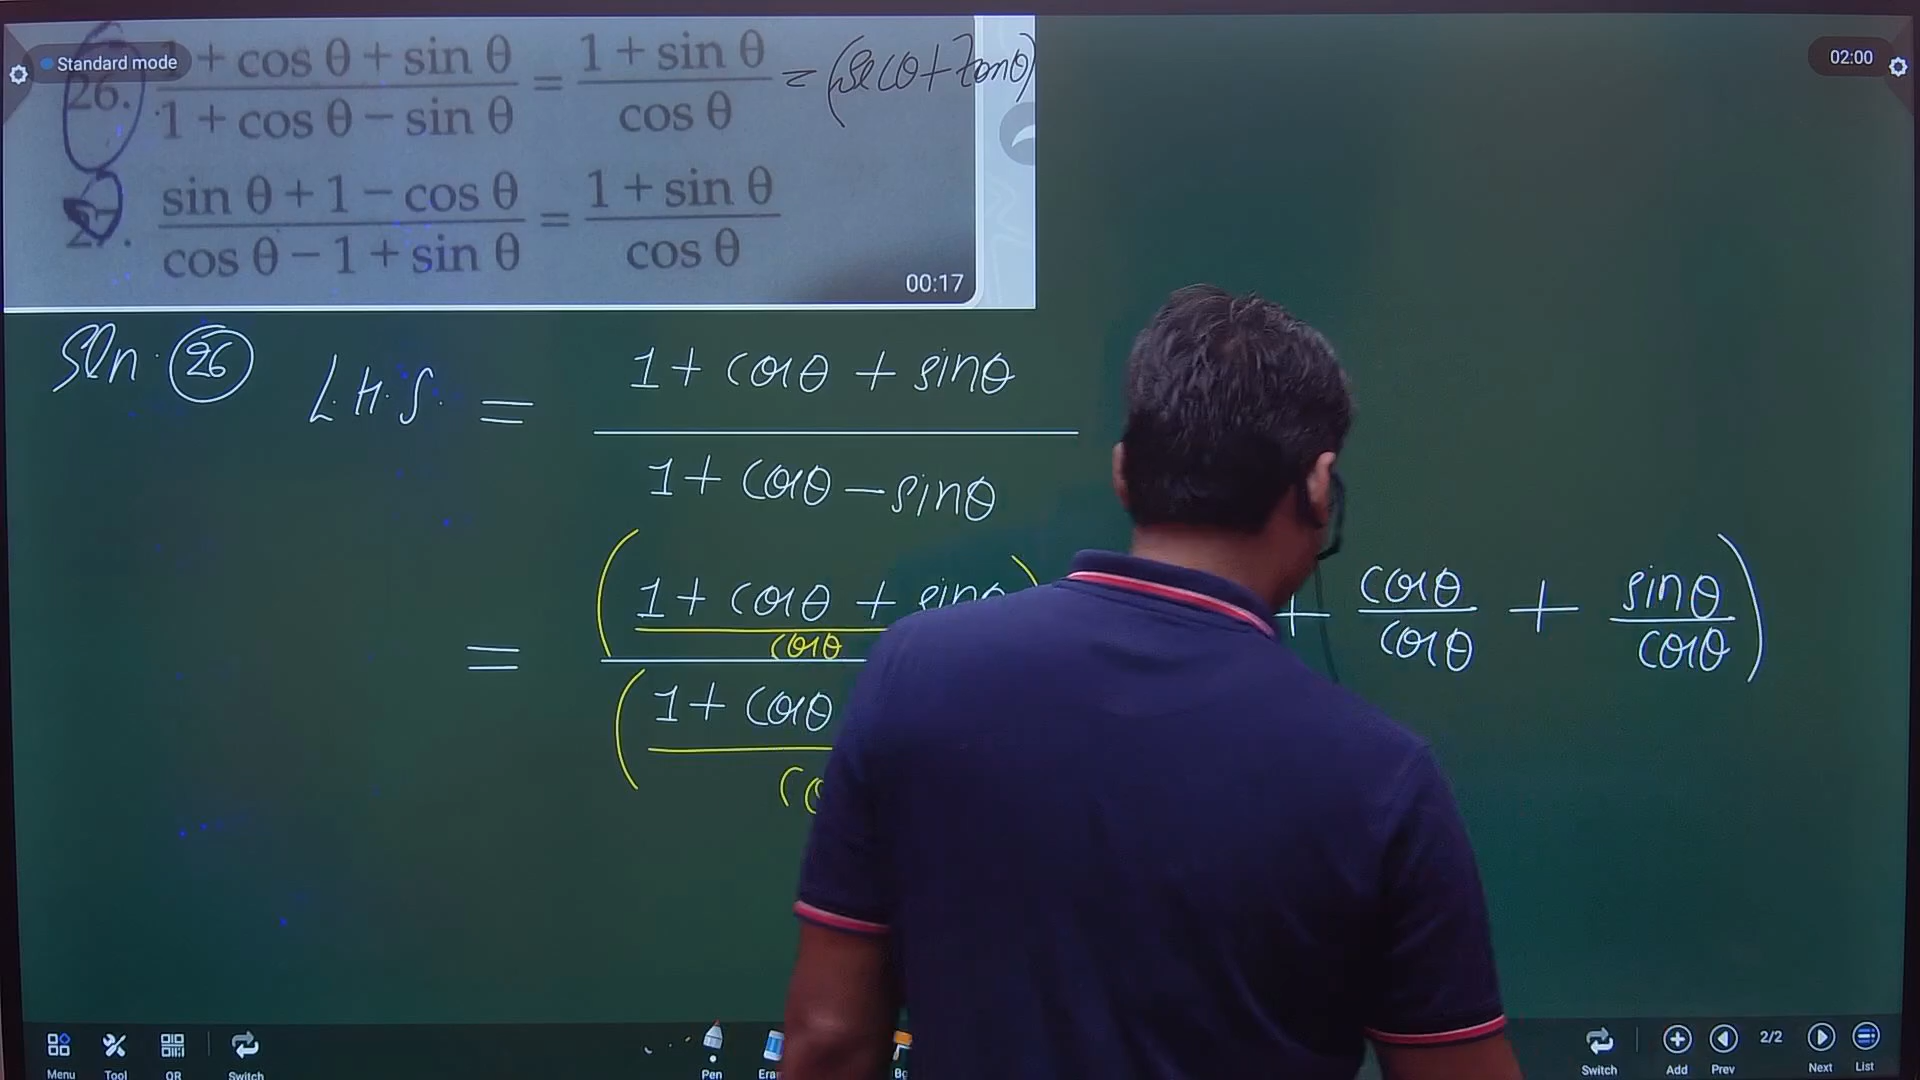 Standard mode
02:00
26. 1 + cos θ + sin θ / 1 + cos θ − sin θ = 1 + sin θ / cos θ = (secθ + tanθ)
sin θ + 1 − cos θ / cos θ − 1 + sin θ = 1 + sin θ / cos θ
00:17
Sln. 26 L.H.S. = 1 + cosθ + sinθ / 1 + cosθ − sinθ
= (1 + cosθ + sinθ / cosθ) + cosθ / cosθ + sinθ / cosθ)
(1 + cosθ
Menu Tool QR Switch Pen Switch Add Prev 2/2 Next List